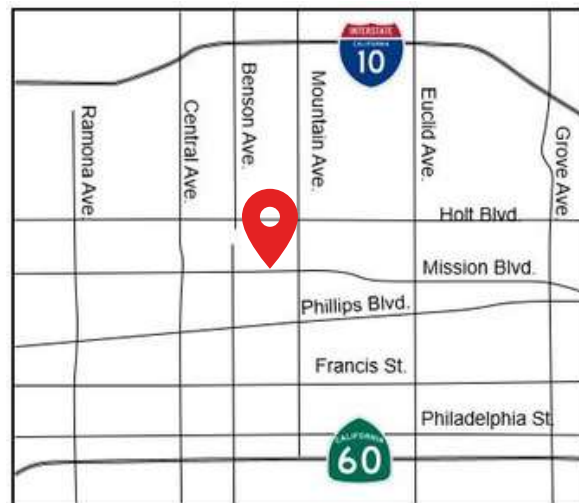 INTERSTATE
CALIFORNIA
10
Ramona Ave.
Central Ave.
Benson Ave.
Mountain Ave.
Euclid Ave.
Grove Ave.
Holt Blvd.
Mission Blvd.
Phillips Blvd.
Francis St.
Philadelphia St.
CALIFORNIA
60